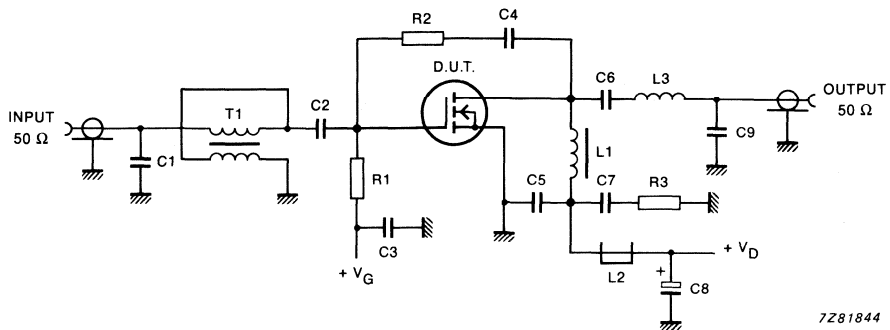 R2
C4
D.U.T.
INPUT
50 Ω
T1
C2
C6
L3
OUTPUT
50 Ω
C1
C9
L1
R1
C5
C7
R3
C3
+ V_G
L2
+ V_D
+
C8
7Z81844